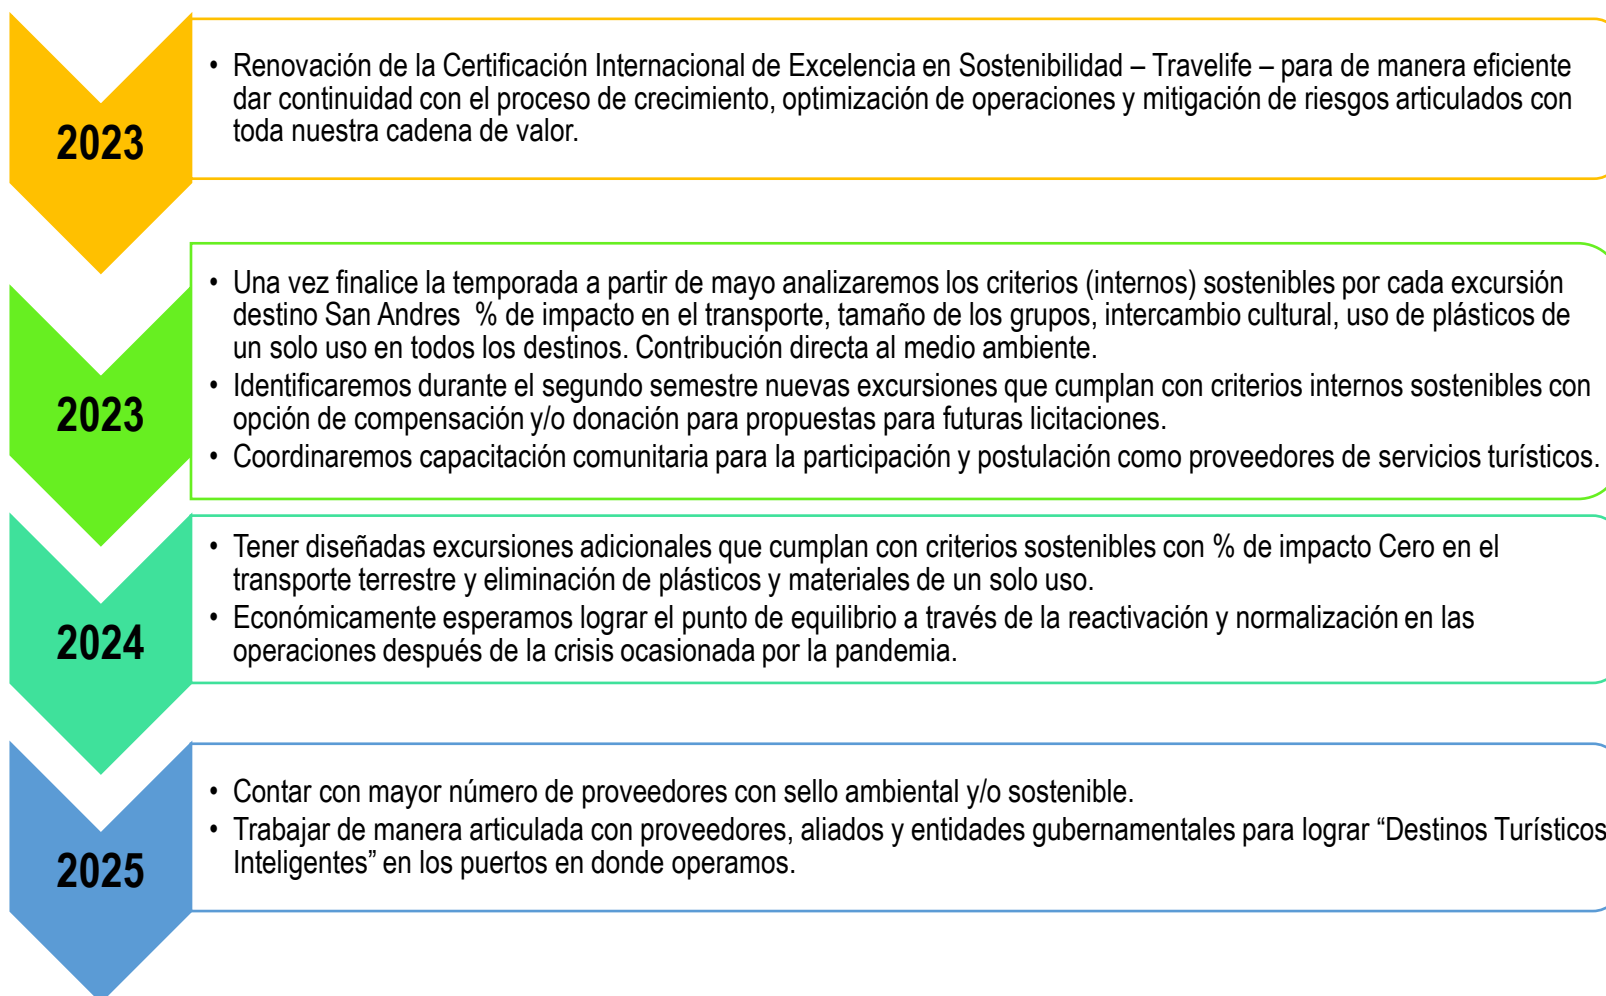 2023
• Renovación de la Certificación Internacional de Excelencia en Sostenibilidad – Travelife – para de manera eficiente
dar continuidad con el proceso de crecimiento, optimización de operaciones y mitigación de riesgos articulados con
toda nuestra cadena de valor.
2023
• Una vez finalice la temporada a partir de mayo analizaremos los criterios (internos) sostenibles por cada excursión
destino San Andres % de impacto en el transporte, tamaño de los grupos, intercambio cultural, uso de plásticos de
un solo uso en todos los destinos. Contribución directa al medio ambiente.
• Identificaremos durante el segundo semestre nuevas excursiones que cumplan con criterios internos sostenibles con
opción de compensación y/o donación para propuestas para futuras licitaciones.
• Coordinaremos capacitación comunitaria para la participación y postulación como proveedores de servicios turísticos.
2024
• Tener diseñadas excursiones adicionales que cumplan con criterios sostenibles con % de impacto Cero en el
transporte terrestre y eliminación de plásticos y materiales de un solo uso.
• Económicamente esperamos lograr el punto de equilibrio a través de la reactivación y normalización en las
operaciones después de la crisis ocasionada por la pandemia.
2025
• Contar con mayor número de proveedores con sello ambiental y/o sostenible.
• Trabajar de manera articulada con proveedores, aliados y entidades gubernamentales para lograr “Destinos Turísticos
Inteligentes” en los puertos en donde operamos.